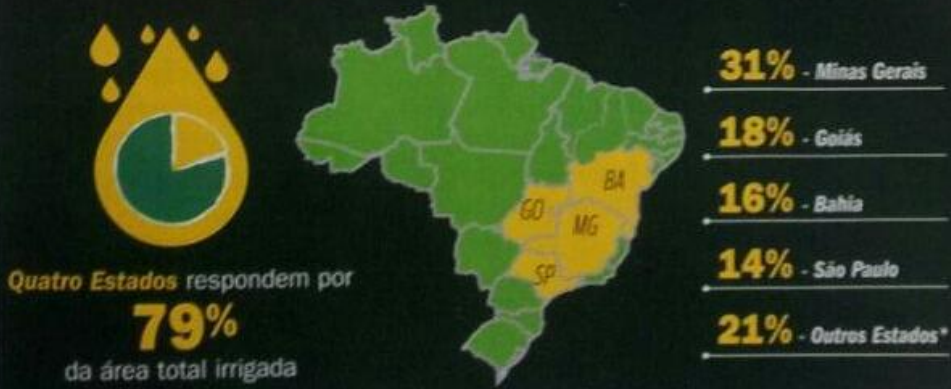 Quatro Estados respondem por
79%
da área total irrigada
BA
GO
MG
SP
31% - Minas Gerais
18% - Goiás
16% - Bahia
14% - São Paulo
21% - Outros Estados*